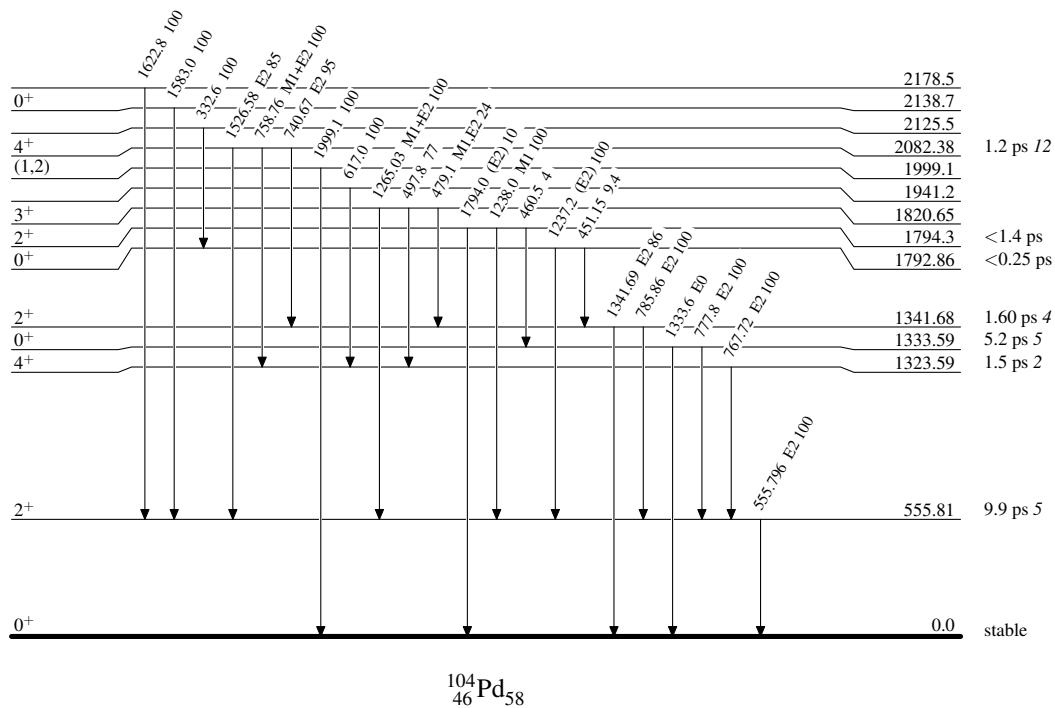 1622.8 100
1583.0 100
332.6 100
1526.58 E2 85
758.76 M1+E2 100
740.67 E2 95
1999.1 100
617.0 100
1265.03 M1+E2 100
497.8 77
479.1 M1,E2 24
1794.0 (E2) 10
1238.0 M1 100
460.5 4
1237.2 (E2) 100
451.15 9.4
1341.69 E2 86
785.86 E2 100
1333.6 E0
777.8 E2 100
767.72 E2 100
555.796 E2 100
2178.5
0+ 2138.7
2125.5
4+ 2082.38 1.2 ps 12
(1,2) 1999.1
1941.2
3+ 1820.65
2+ 1794.3 <1.4 ps
0+ 1792.86 <0.25 ps
2+ 1341.68 1.60 ps 4
0+ 1333.59 5.2 ps 5
4+ 1323.59 1.5 ps 2
2+ 555.81 9.9 ps 5
0+ 0.0 stable
104 46 Pd 58